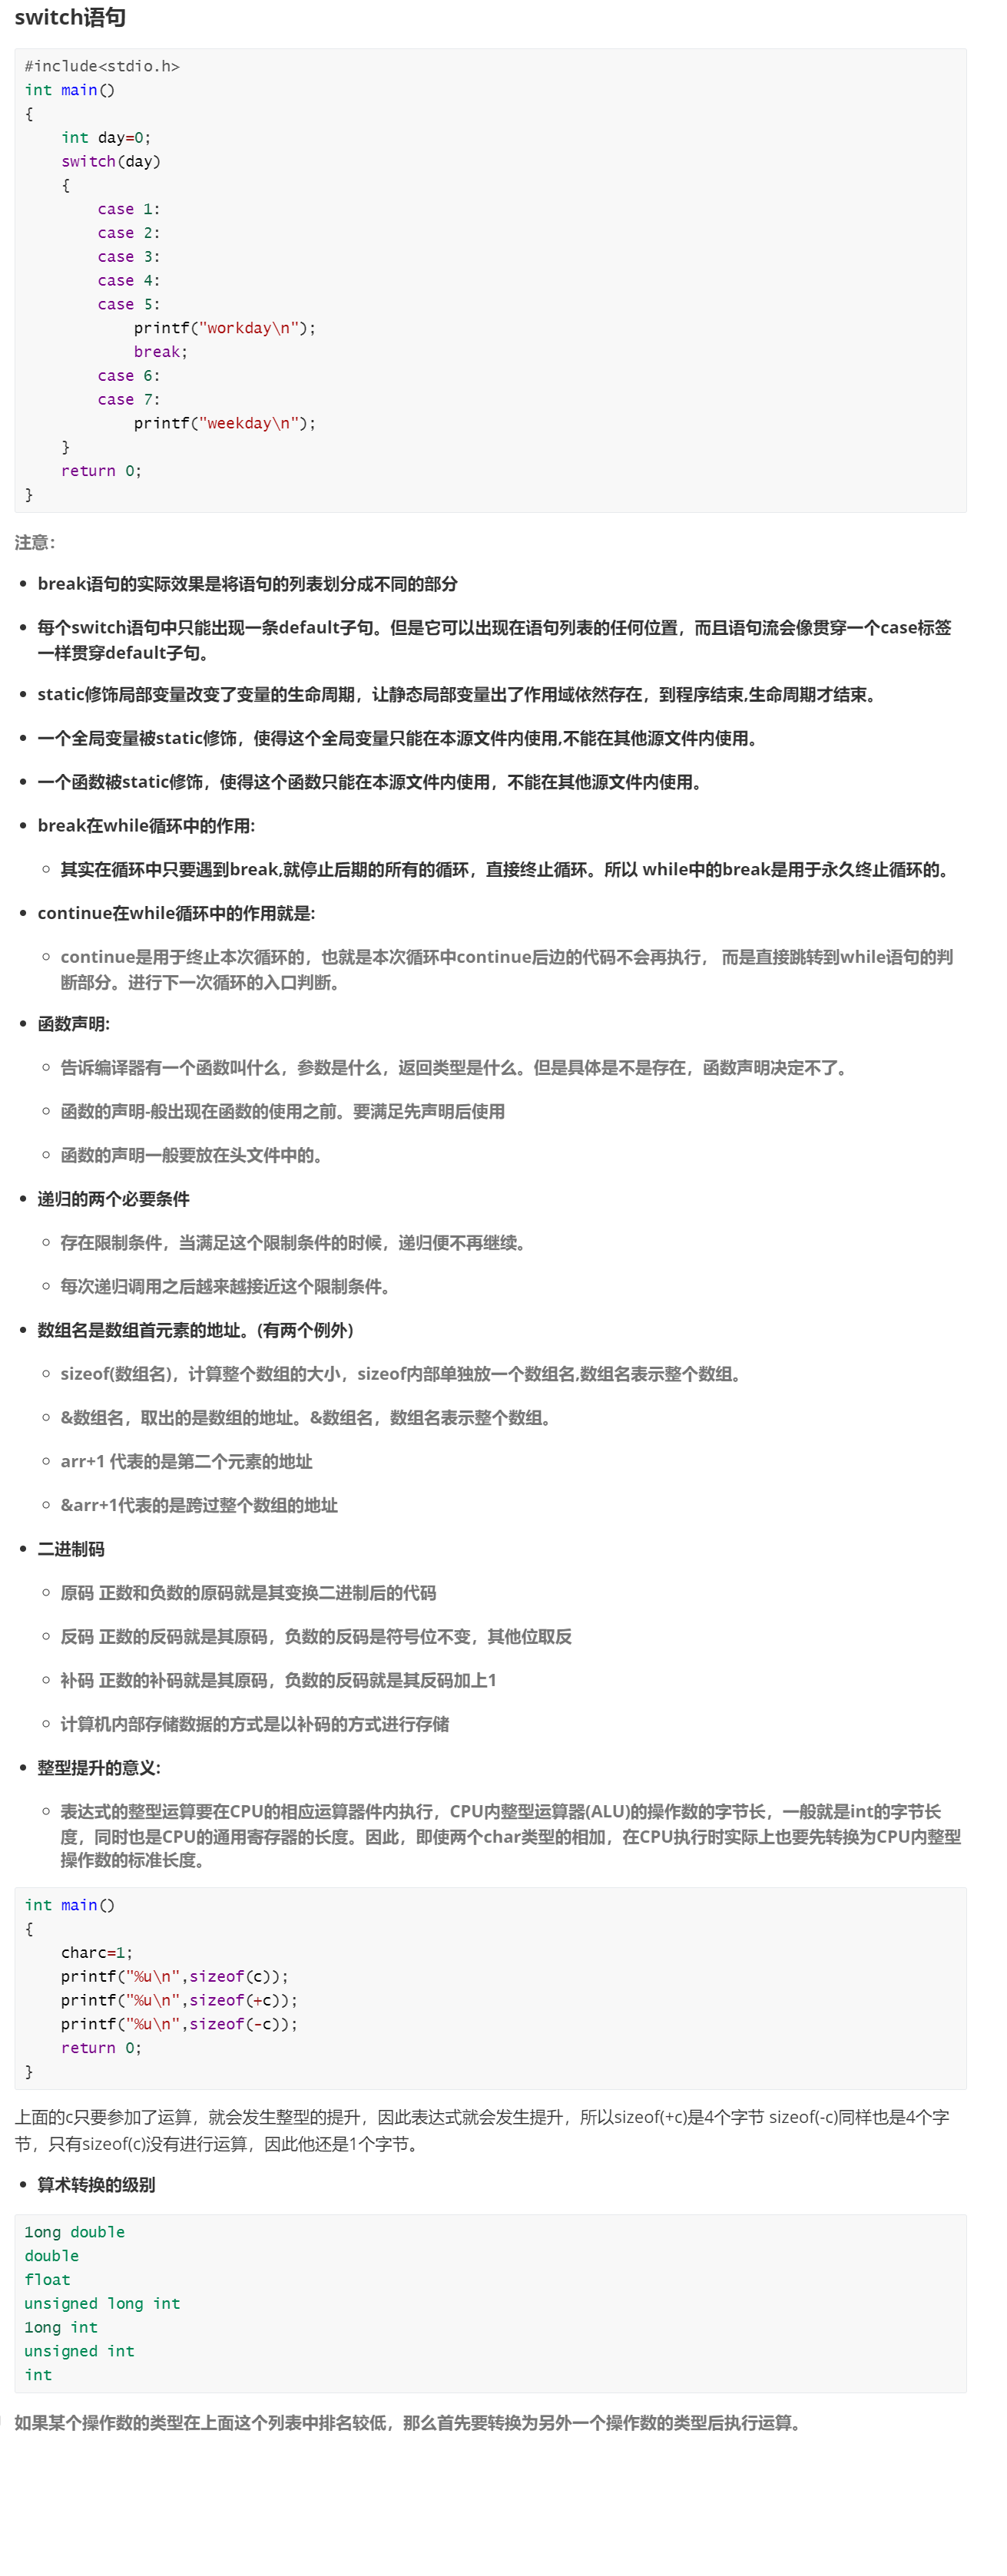 switch语句
#include<stdio.h>
int main()
{
    int day=0;
    switch(day)
    {
        case 1:
        case 2:
        case 3:
        case 4:
        case 5:
            printf("workday\n");
            break;
        case 6:
        case 7:
            printf("weekday\n");
    }
    return 0;
}
注意：
• break语句的实际效果是将语句的列表划分成不同的部分
• 每个switch语句中只能出现一条default子句。但是它可以出现在语句列表的任何位置，而且语句流会像贯穿一个case标签
一样贯穿default子句。
• static修饰局部变量改变了变量的生命周期，让静态局部变量出了作用域依然存在，到程序结束,生命周期才结束。
• 一个全局变量被static修饰，使得这个全局变量只能在本源文件内使用,不能在其他源文件内使用。
• 一个函数被static修饰，使得这个函数只能在本源文件内使用，不能在其他源文件内使用。
• break在while循环中的作用:
◦ 其实在循环中只要遇到break,就停止后期的所有的循环，直接终止循环。所以 while中的break是用于永久终止循环的。
• continue在while循环中的作用就是:
◦ continue是用于终止本次循环的，也就是本次循环中continue后边的代码不会再执行， 而是直接跳转到while语句的判
断部分。进行下一次循环的入口判断。
• 函数声明:
◦ 告诉编译器有一个函数叫什么，参数是什么，返回类型是什么。但是具体是不是存在，函数声明决定不了。
◦ 函数的声明-般出现在函数的使用之前。要满足先声明后使用
◦ 函数的声明一般要放在头文件中的。
• 递归的两个必要条件
◦ 存在限制条件，当满足这个限制条件的时候，递归便不再继续。
◦ 每次递归调用之后越来越接近这个限制条件。
• 数组名是数组首元素的地址。(有两个例外)
◦ sizeof(数组名)，计算整个数组的大小，sizeof内部单独放一个数组名,数组名表示整个数组。
◦ &数组名，取出的是数组的地址。&数组名，数组名表示整个数组。
◦ arr+1 代表的是第二个元素的地址
◦ &arr+1代表的是跨过整个数组的地址
• 二进制码
◦ 原码 正数和负数的原码就是其变换二进制后的代码
◦ 反码 正数的反码就是其原码，负数的反码是符号位不变，其他位取反
◦ 补码 正数的补码就是其原码，负数的反码就是其反码加上1
◦ 计算机内部存储数据的方式是以补码的方式进行存储
• 整型提升的意义:
◦ 表达式的整型运算要在CPU的相应运算器件内执行，CPU内整型运算器(ALU)的操作数的字节长，一般就是int的字节长
度，同时也是CPU的通用寄存器的长度。因此，即使两个char类型的相加，在CPU执行时实际上也要先转换为CPU内整型
操作数的标准长度。
int main()
{
    charc=1;
    printf("%u\n",sizeof(c));
    printf("%u\n",sizeof(+c));
    printf("%u\n",sizeof(-c));
    return 0;
}
上面的c只要参加了运算，就会发生整型的提升，因此表达式就会发生提升，所以sizeof(+c)是4个字节 sizeof(-c)同样也是4个字
节，只有sizeof(c)没有进行运算，因此他还是1个字节。
• 算术转换的级别
1ong double
double
float
unsigned long int
1ong int
unsigned int
int
如果某个操作数的类型在上面这个列表中排名较低，那么首先要转换为另外一个操作数的类型后执行运算。